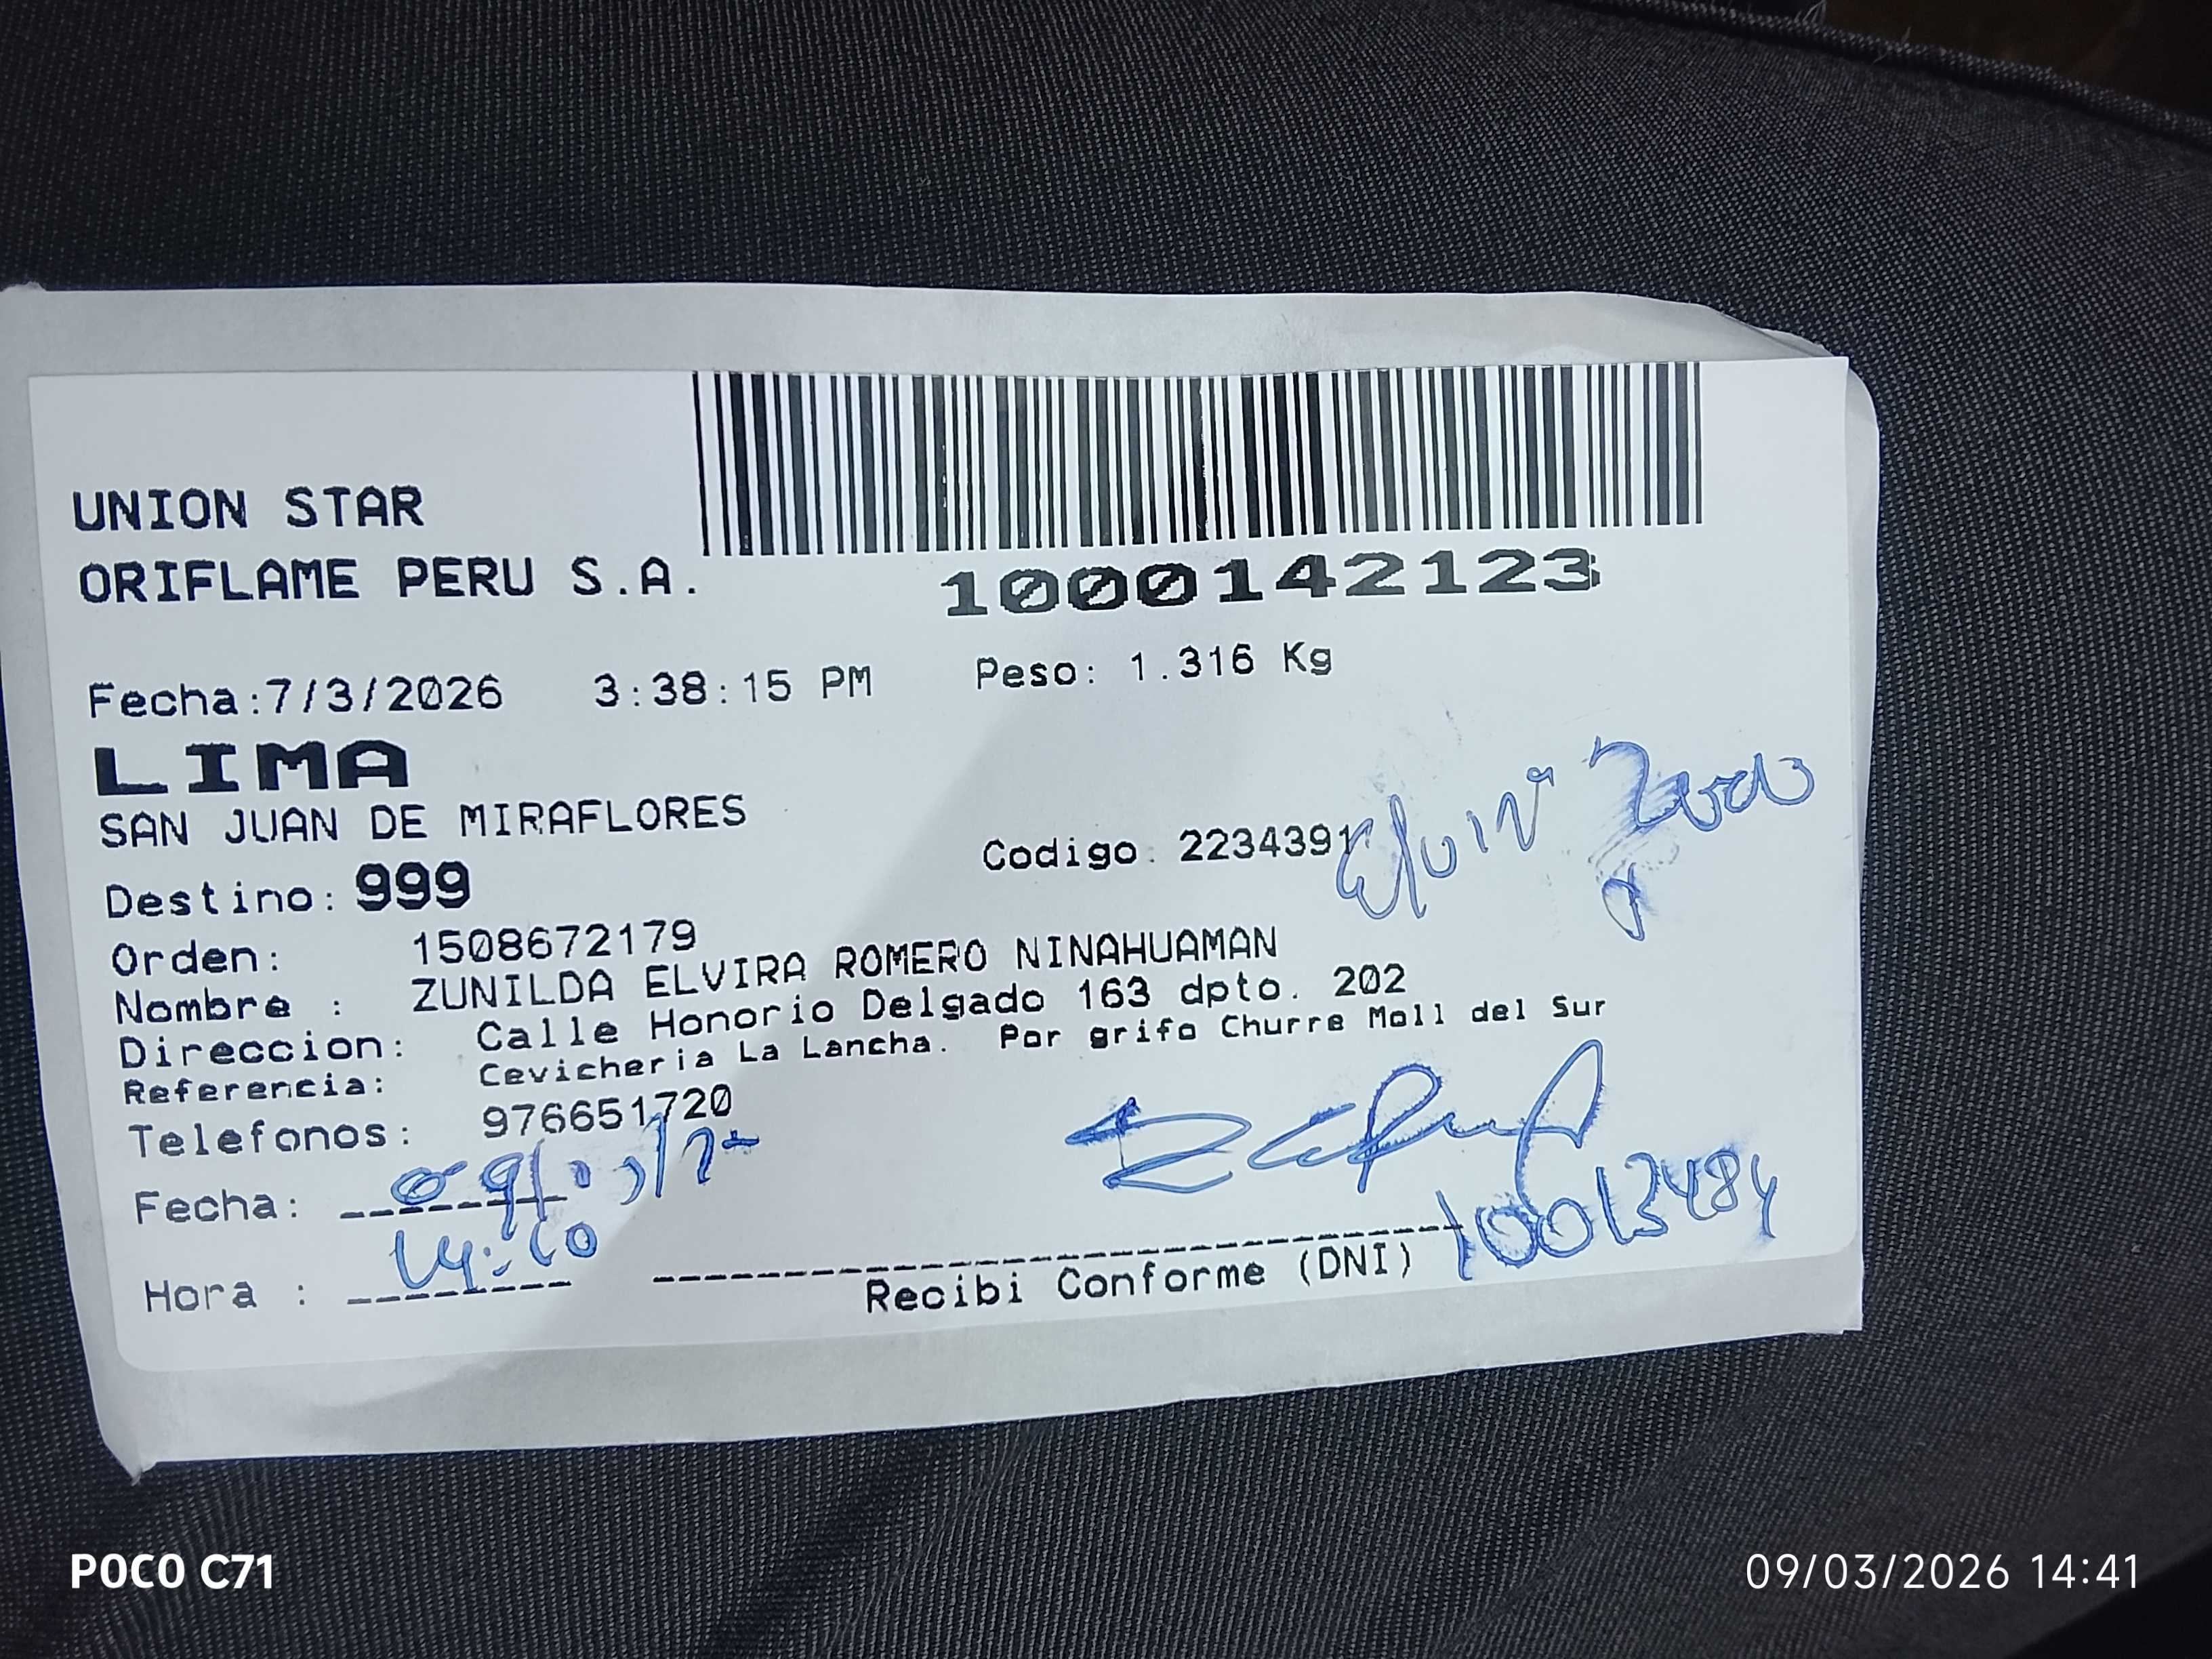 UNION STAR
ORIFLAME PERU S.A.
1000142123
Fecha:7/3/2026 3:38:15 PM Peso: 1.316 Kg
LIMA
SAN JUAN DE MIRAFLORES
Destino: 999
Codigo: 2234391
Elvira
Orden: 1508672179
Nombre : ZUNILDA ELVIRA ROMERO NINAHUAMAN
Direccion: Calle Honorio Delgado 163 dpto. 202
Referencia: Cevicheria La Lancha. Por grifo Churre Moll del Sur
Telefonos: 976651720
Fecha:
Hora :
10013484
Recibi Conforme (DNI)
POCO C71
09/03/2026 14:41